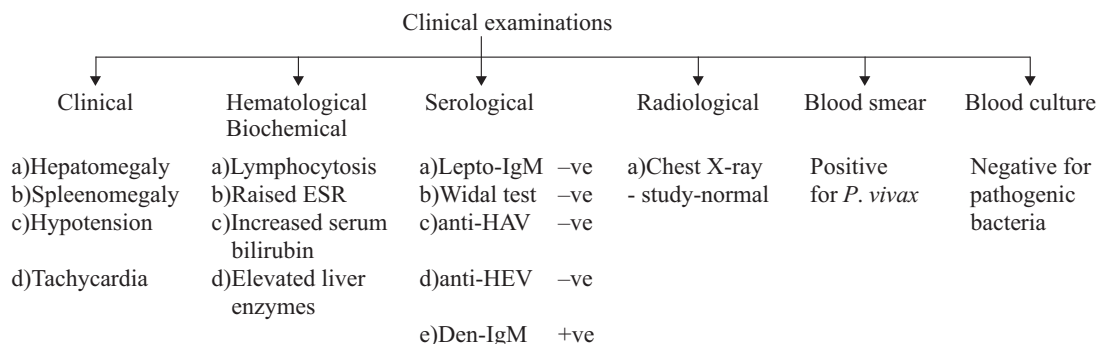 Clinical examinations
Clinical
Hematological
Biochemical
Serological
Radiological
Blood smear
Blood culture
a)Hepatomegaly
b)Spleenomegaly
c)Hypotension
d)Tachycardia
a)Lymphocytosis
b)Raised ESR
c)Increased serum
bilirubin
d)Elevated liver
enzymes
a)Lepto-IgM –ve
b)Widal test –ve
c)anti-HAV –ve
d)anti-HEV –ve
e)Den-IgM +ve
a)Chest X-ray
- study-normal
Positive
for P. vivax
Negative for
pathogenic
bacteria